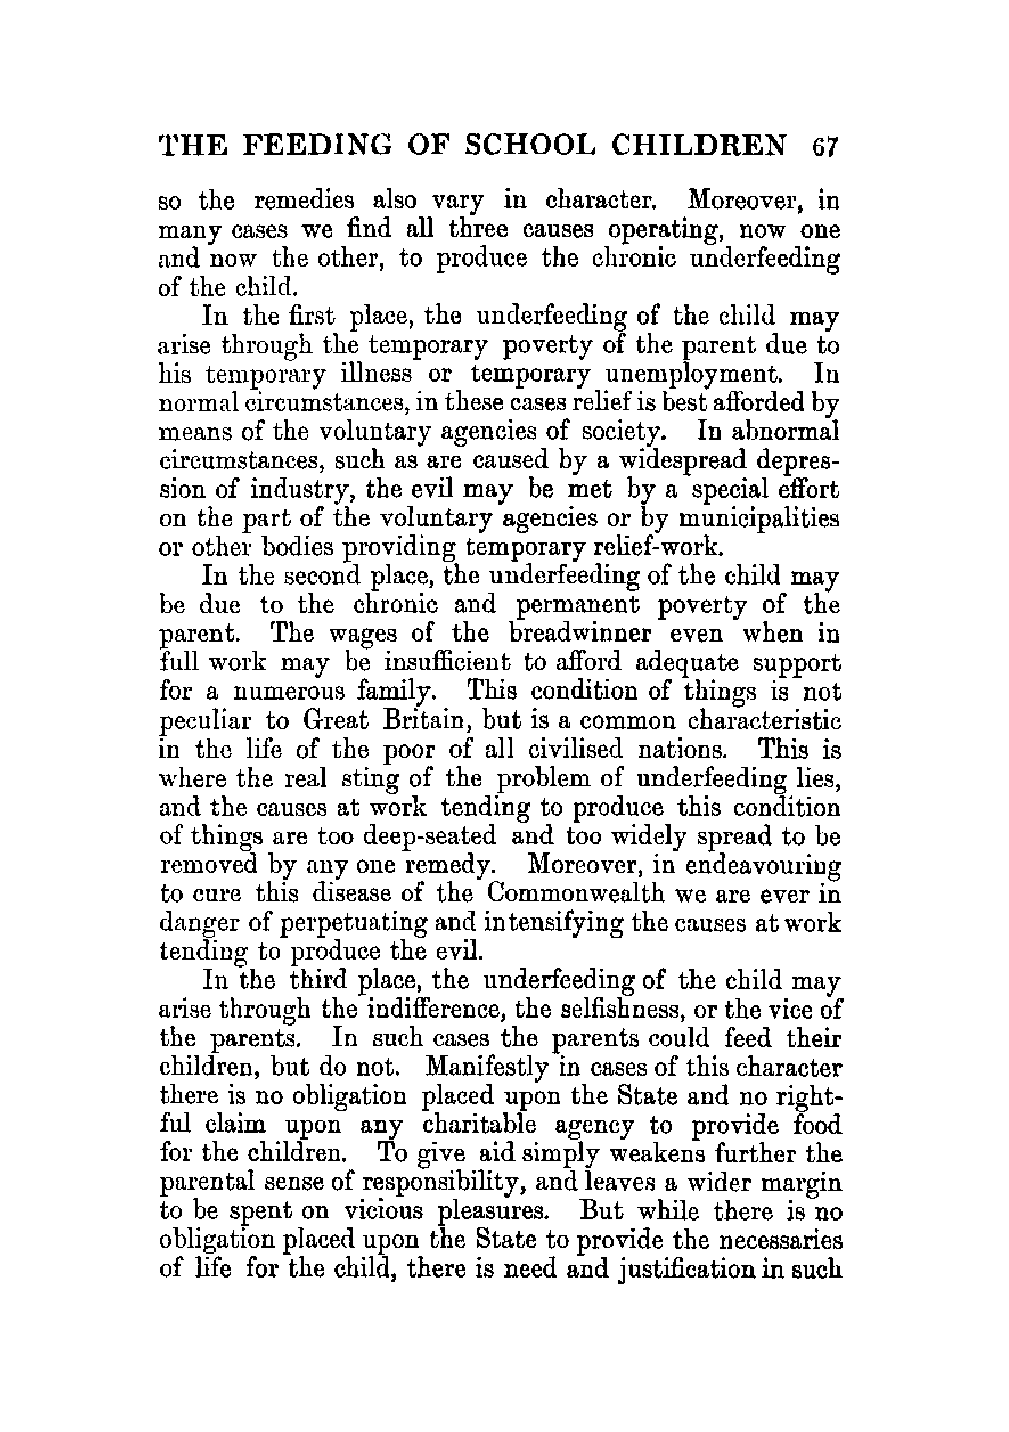 THE FEEDING OF SCHOOL CHILDREN 67
so the remedies also vary in character. Moreover, in
many cases we find all three causes operating, now one
and now the other, to produce the chronic underfeeding
of the child.
In the first place, the underfeeding of the child may
arise through the temporary poverty of the parent due to
his temporary illness or temporary unemployment. In
normal circumstances, in these cases relief is best afforded by
means of the voluntary agencies of society. In abnormal
circumstances, such as are caused by a widespread depres-
sion of industry, the evil may be met by a special effort
on the part of the voluntary agencies or by municipalities
or other bodies providing temporary relief-work.
In the second place, the underfeeding of the child may
be due to the chronic and permanent poverty of the
parent. The wages of the breadwinner even when in
full work may be insufficient to afford adequate support
for a numerous family. This condition of things is not
peculiar to Great Britain, but is a common characteristic
in the life of the poor of all civilised nations. This is
where the real sting of the problem of underfeeding lies,
and the causes at work tending to produce this condition
of things are too deep-seated and too widely spread to be
removed by any one remedy. Moreover, in endeavouring
to cure this disease of the Commonwealth we are ever in
danger of perpetuating and intensifying the causes at work
tending to produce the evil.
In the third place, the underfeeding of the child may
arise through the indifference, the selfishness, or the vice of
the parents. In such cases the parents could feed their
children, but do not. Manifestly in cases of this character
there is no obligation placed upon the State and no right-
ful claim upon any charitable agency to provide food
for the children. To give aid simply weakens further the
parental sense of responsibility, and leaves a wider margin
to be spent on vicious pleasures. But while there is no
obligation placed upon the State to provide the necessaries
of life for the child, there is need and justification in such